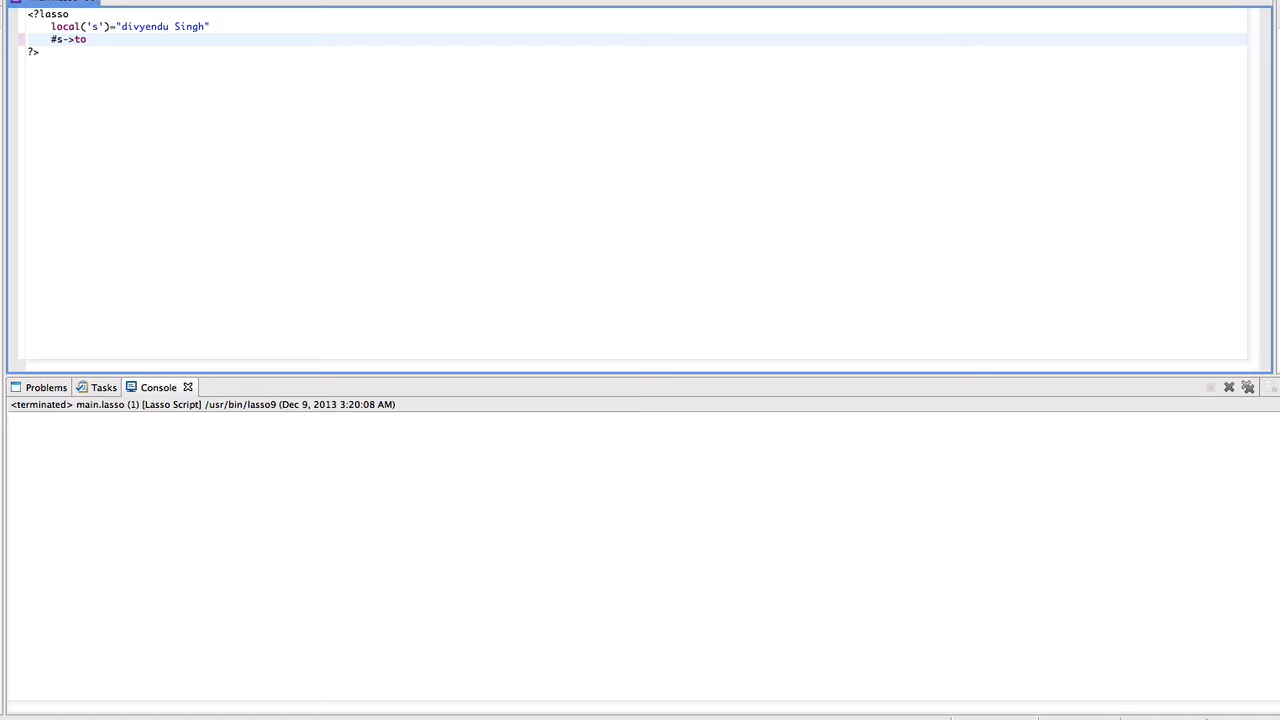 <?lasso
local('s')="divyendu Singh"
#s->to
?>
Problems
Tasks
Console
<terminated> main.lasso (1) [Lasso Script] /usr/bin/lasso9 (Dec 9, 2013 3:20:08 AM)